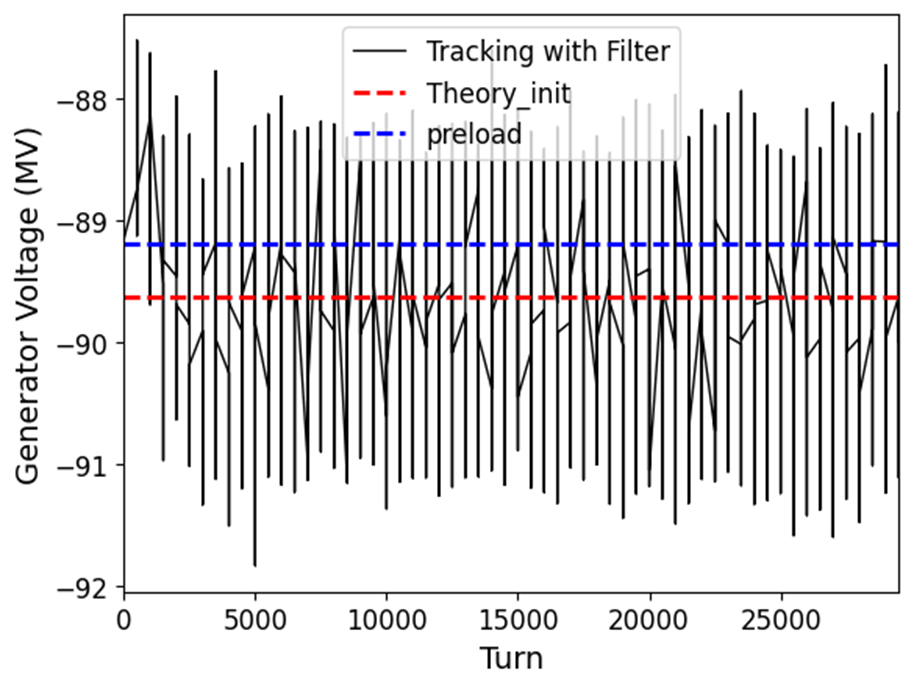 Tracking with Filter
Theory_init
preload
Generator Voltage (MV)
−88
−89
−90
−91
−92
0 5000 10000 15000 20000 25000
Turn